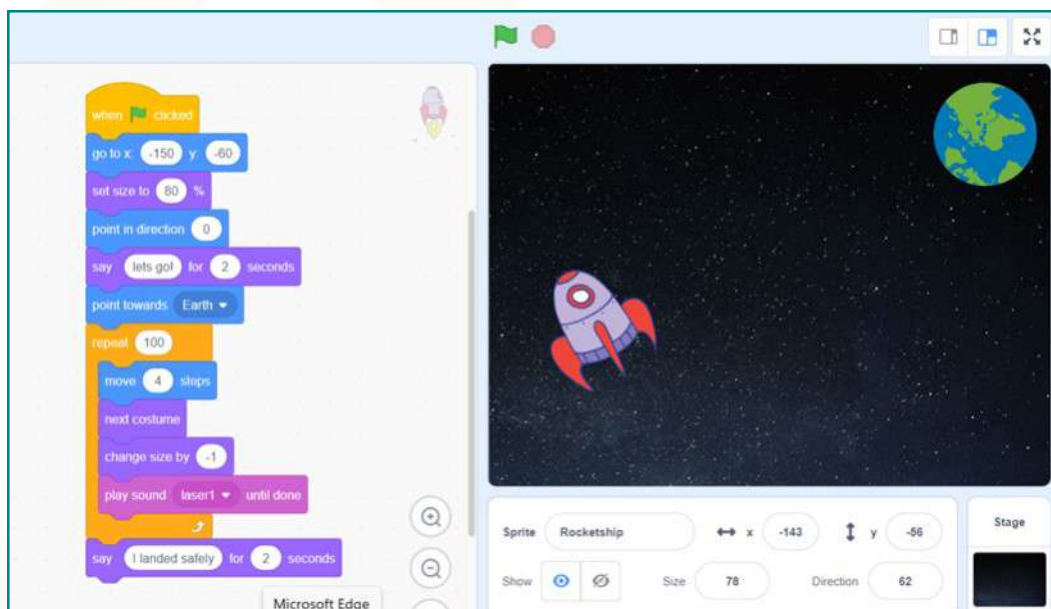 when clicked
go to x: -150 y: -60
set size to 80 %
point in direction 0
say lets go! for 2 seconds
point towards Earth
repeat 100
move 4 steps
next costume
change size by -1
play sound laser1 until done
say I landed safely for 2 seconds
Microsoft Edge
Sprite Rocketship x -143 y -56
Show Size 78 Direction 62
Stage